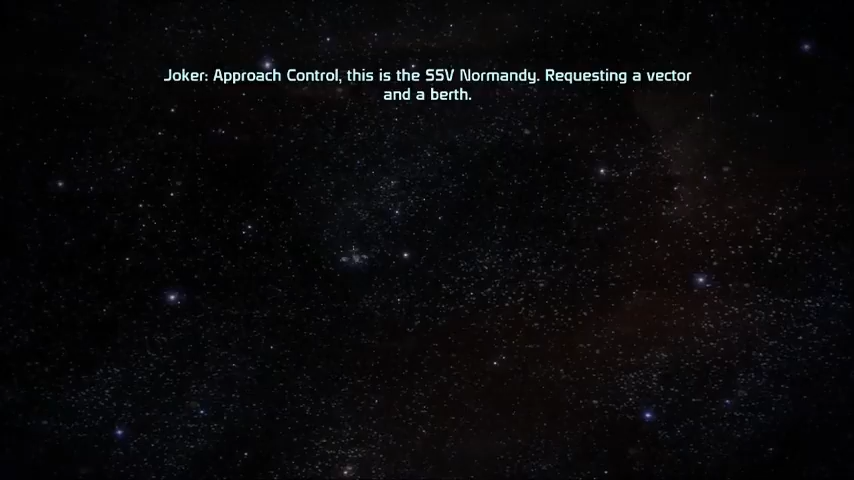 Joker: Approach Control, this is the SSV Normandy. Requesting a vector
and a berth.